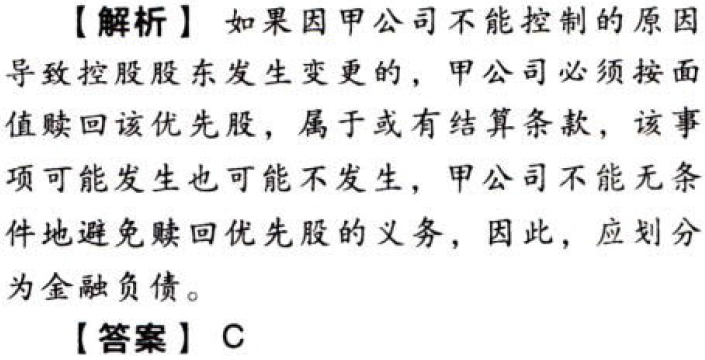 【解析】 如果因甲公司不能控制的原因
导致控股股东发生变更的，甲公司必须按面
值赎回该优先股，属于或有结算条款，该事
项可能发生也可能不发生，甲公司不能无条
件地避免赎回优先股的义务，因此，应划分
为金融负债。
【答案】 C